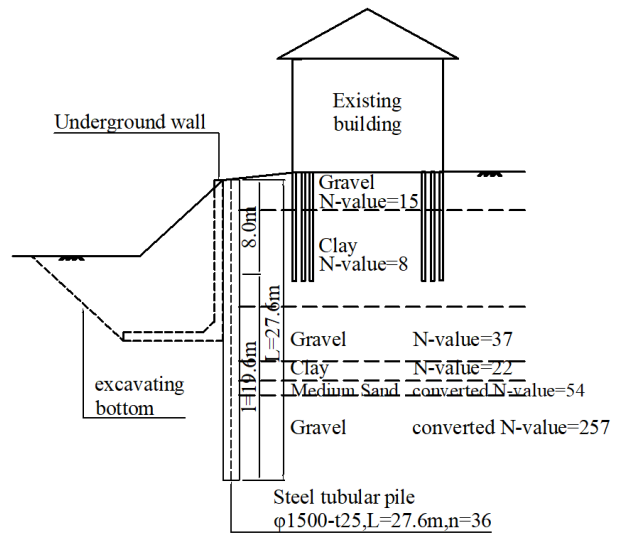 Existing
building
Underground wall
Gravel
N-value=15
8.0m
Clay
N-value=8
L=27.6m
l=19.6m
Gravel N-value=37
Clay N-value=22
Medium Sand converted N-value=54
Gravel converted N-value=257
excavating
bottom
Steel tubular pile
φ1500-t25,L=27.6m,n=36